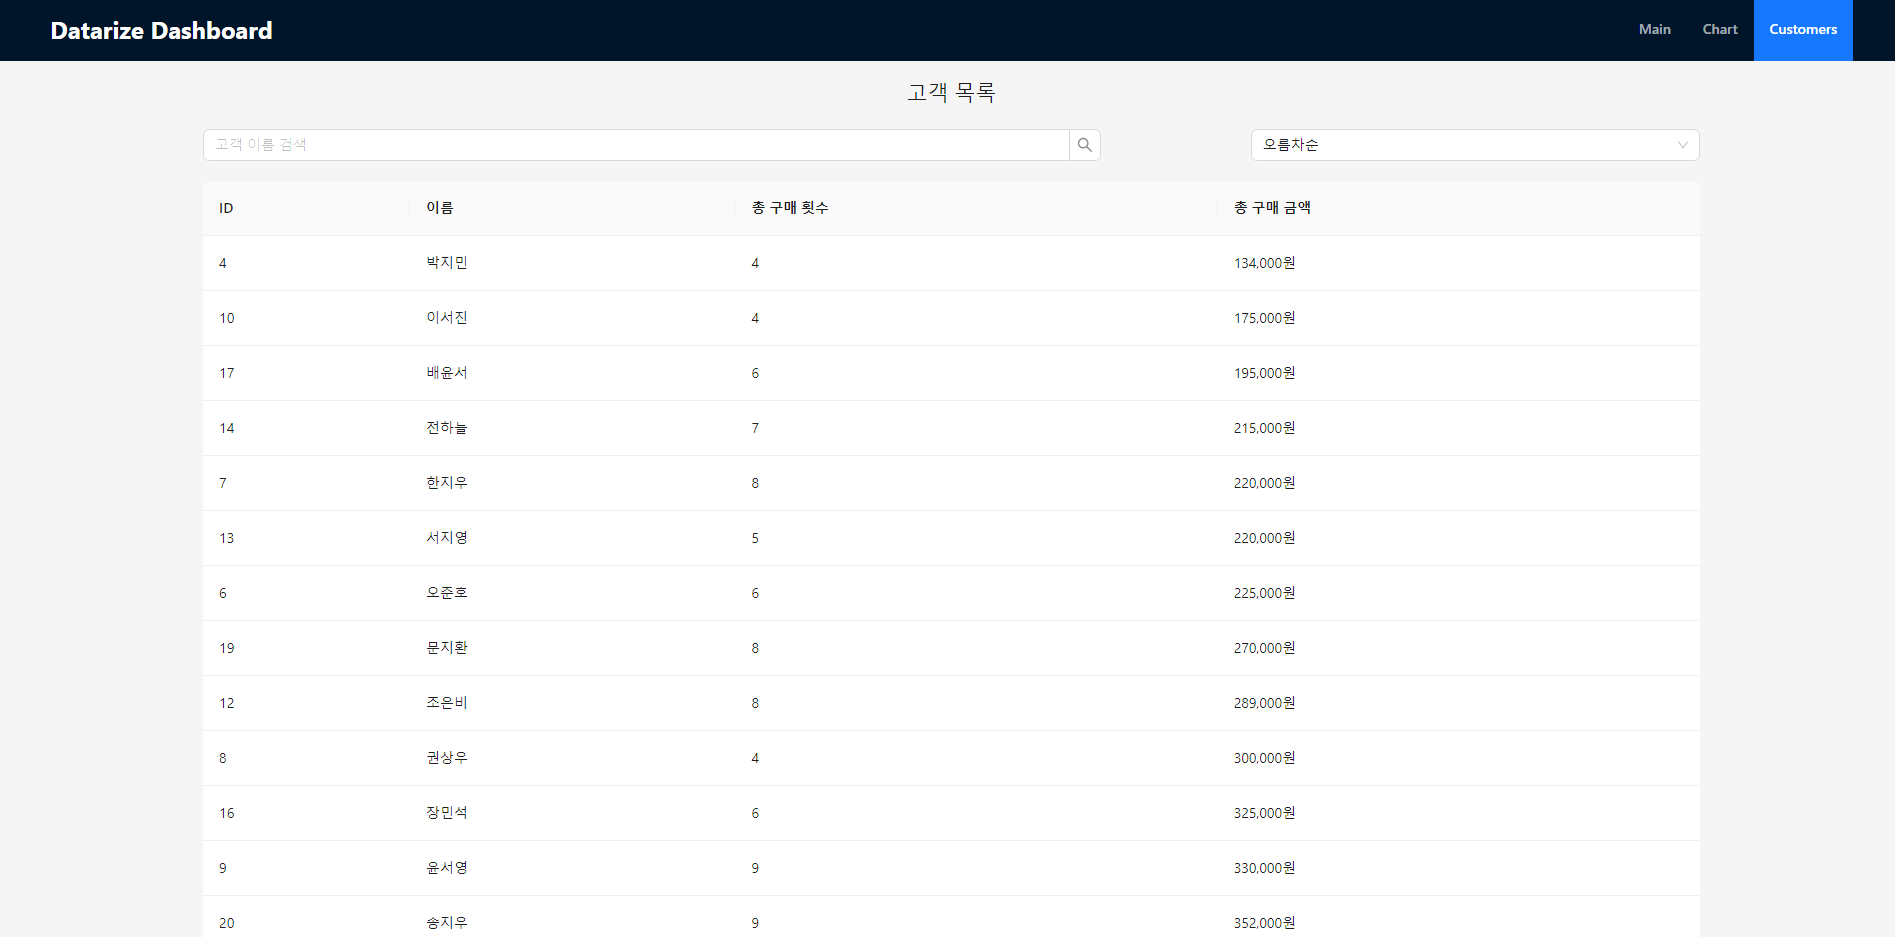 Datarize Dashboard Main Chart Customers
고객 목록
고객 이름 검색 오름차순
ID 이름 총 구매 횟수 총 구매 금액
4 박지민 4 134,000원
10 이서진 4 175,000원
17 배윤서 6 195,000원
14 전하늘 7 215,000원
7 한지우 8 220,000원
13 서지영 5 220,000원
6 오준호 6 225,000원
19 문지환 8 270,000원
12 조은비 8 289,000원
8 권상우 4 300,000원
16 장민석 6 325,000원
9 윤서영 9 330,000원
20 송지우 9 352,000원